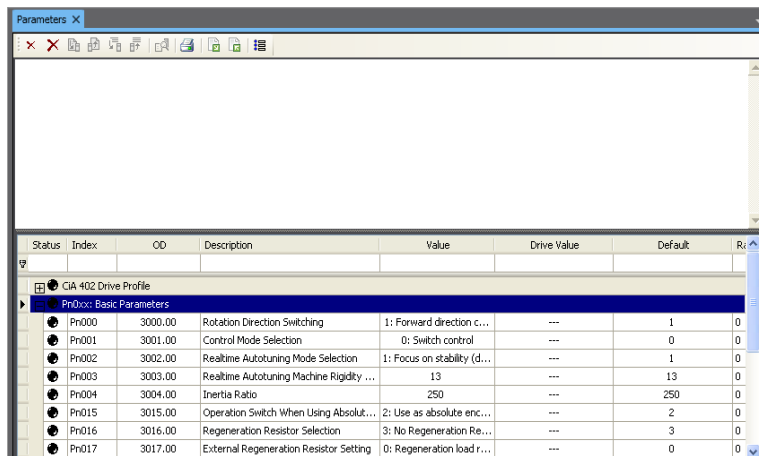 Parameters X
Status Index OD Description Value Drive Value Default Ra
CiA 402 Drive Profile
Pn0xx: Basic Parameters
Pn000 3000.00 Rotation Direction Switching 1: Forward direction c... --- 1 0
Pn001 3001.00 Control Mode Selection 0: Switch control --- 0 0
Pn002 3002.00 Realtime Autotuning Mode Selection 1: Focus on stability (d... --- 1 0
Pn003 3003.00 Realtime Autotuning Machine Rigidity ... 13 --- 13 0
Pn004 3004.00 Inertia Ratio 250 --- 250 0
Pn015 3015.00 Operation Switch When Using Absolut... 2: Use as absolute enc... --- 2 0
Pn016 3016.00 Regeneration Resistor Selection 3: No Regeneration Re... --- 3 0
Pn017 3017.00 External Regeneration Resistor Setting 0: Regeneration load r... --- 0 0